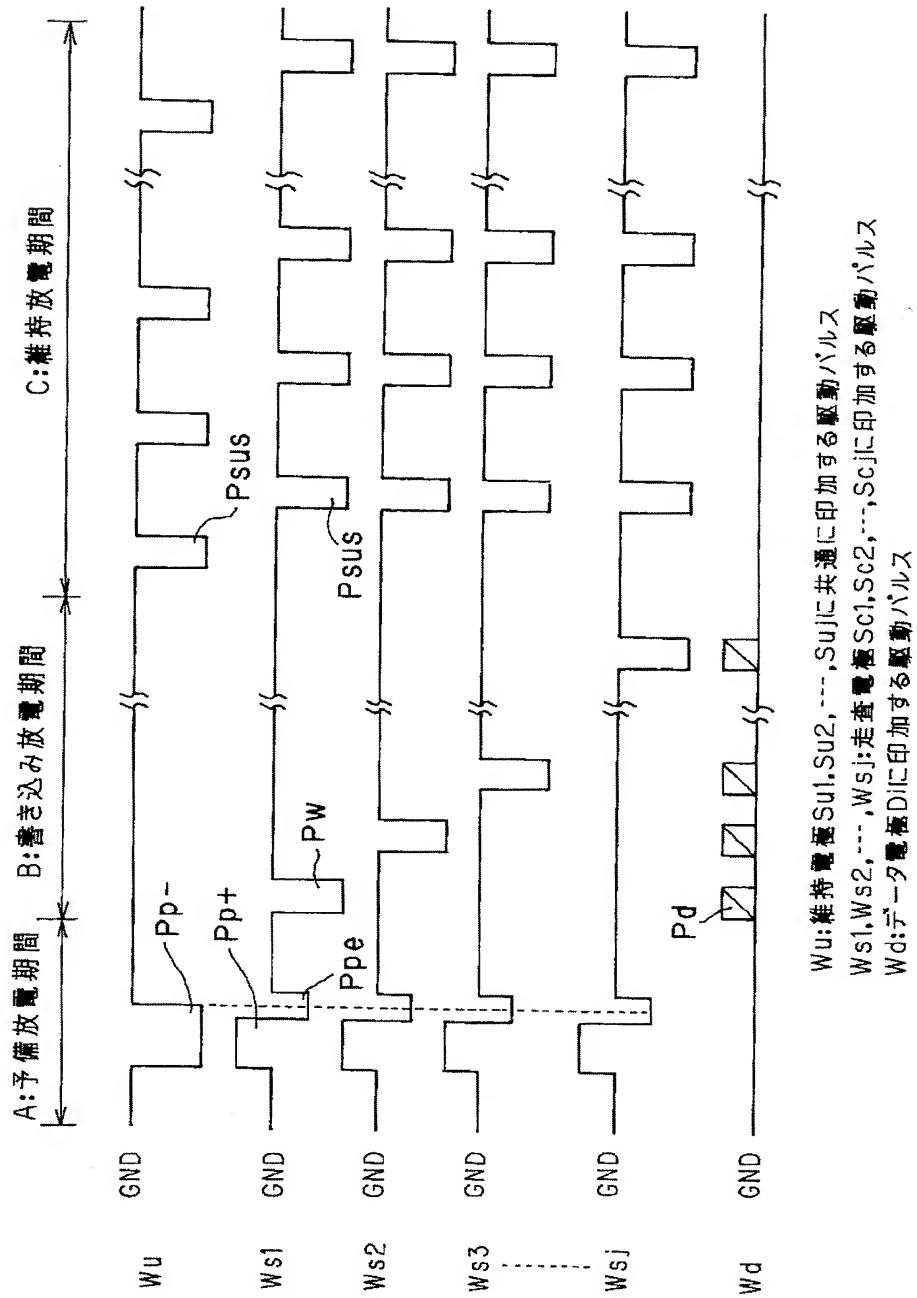 A:予備放電期間
B:書き込み放電期間
C:維持放電期間
Wu
GND
Pp-
Psus
Pp+
Ws1
GND
Ppe
Pw
Psus
Ws2
GND
Ws3
GND
Wsj
GND
Pd
Wd
GND
Wu:維持電極Su1,Su2,---,Sujに共通に印加する駆動パルス
Ws1,Ws2,---,Wsj:走査電極Sc1,Sc2,---,Scjに印加する駆動パルス
Wd:データ電極Diに印加する駆動パルス